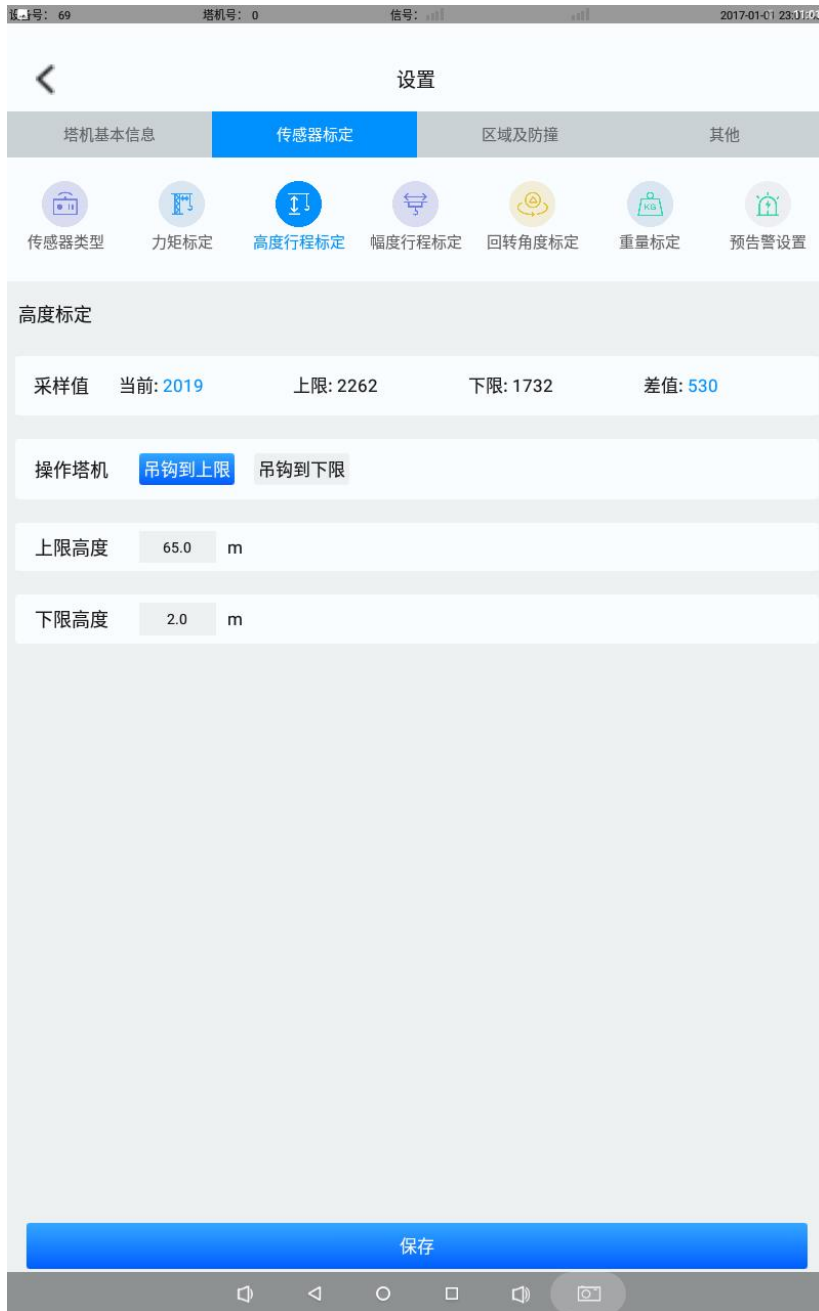 设备号: 69 塔机号: 0 信号: 2017-01-01
设置
塔机基本信息 传感器标定 区域及防撞 其他
传感器类型 力矩标定 高度行程标定 幅度行程标定 回转角度标定 重量标定 预告警设置
高度标定
采样值 当前: 2019 上限: 2262 下限: 1732 差值: 530
操作塔机 吊钩到上限 吊钩到下限
上限高度 65.0 m
下限高度 2.0 m
保存